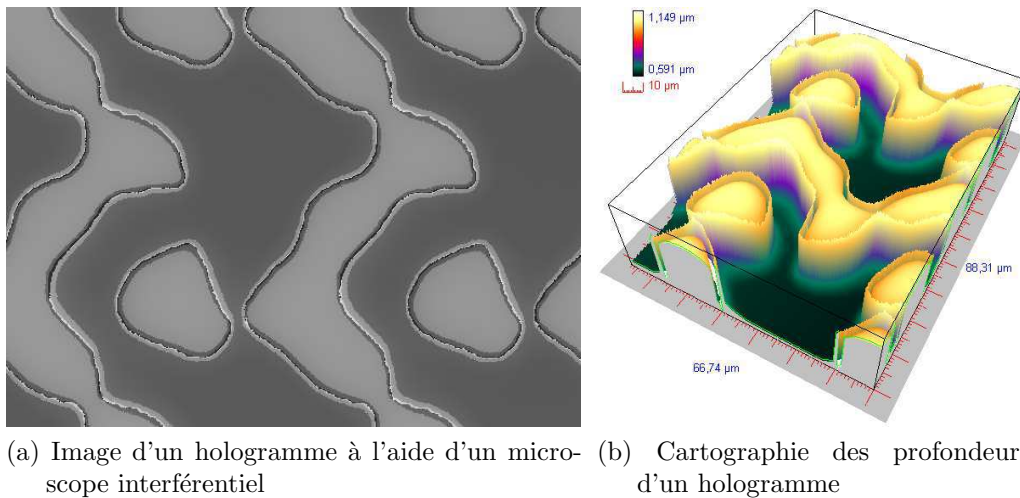 1,149 µm
0,591 µm
10 µm
88,31 µm
66,74 µm
(a) Image d'un hologramme à l'aide d'un micro-
scope interférentiel
(b) Cartographie des profondeur
d'un hologramme